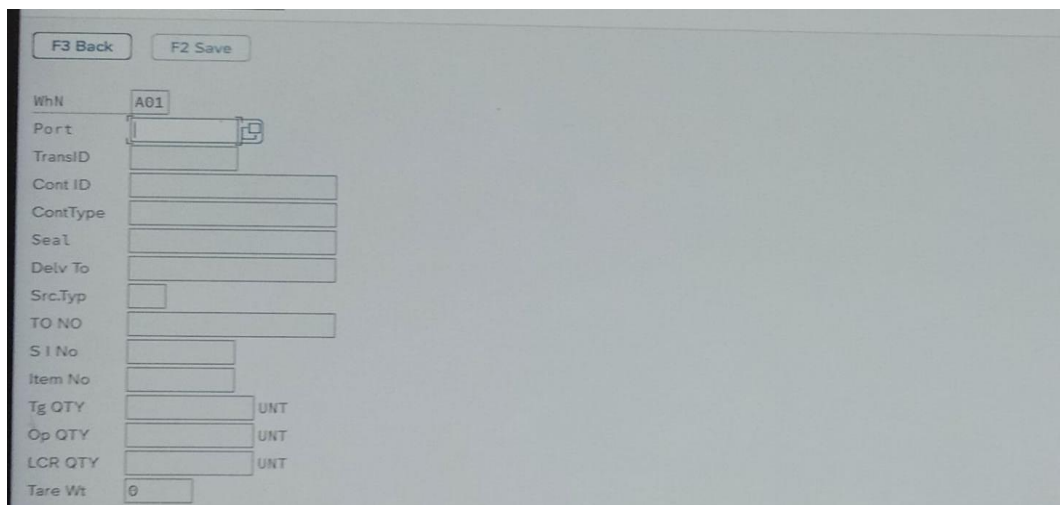 F3 Back F2 Save
WhN A01
Port
TransID
Cont ID
ContType
Seal
Delv To
Src.Typ
TO NO
S I No
Item No
Tg QTY UNT
Op QTY UNT
LCR QTY UNT
Tare Wt 0